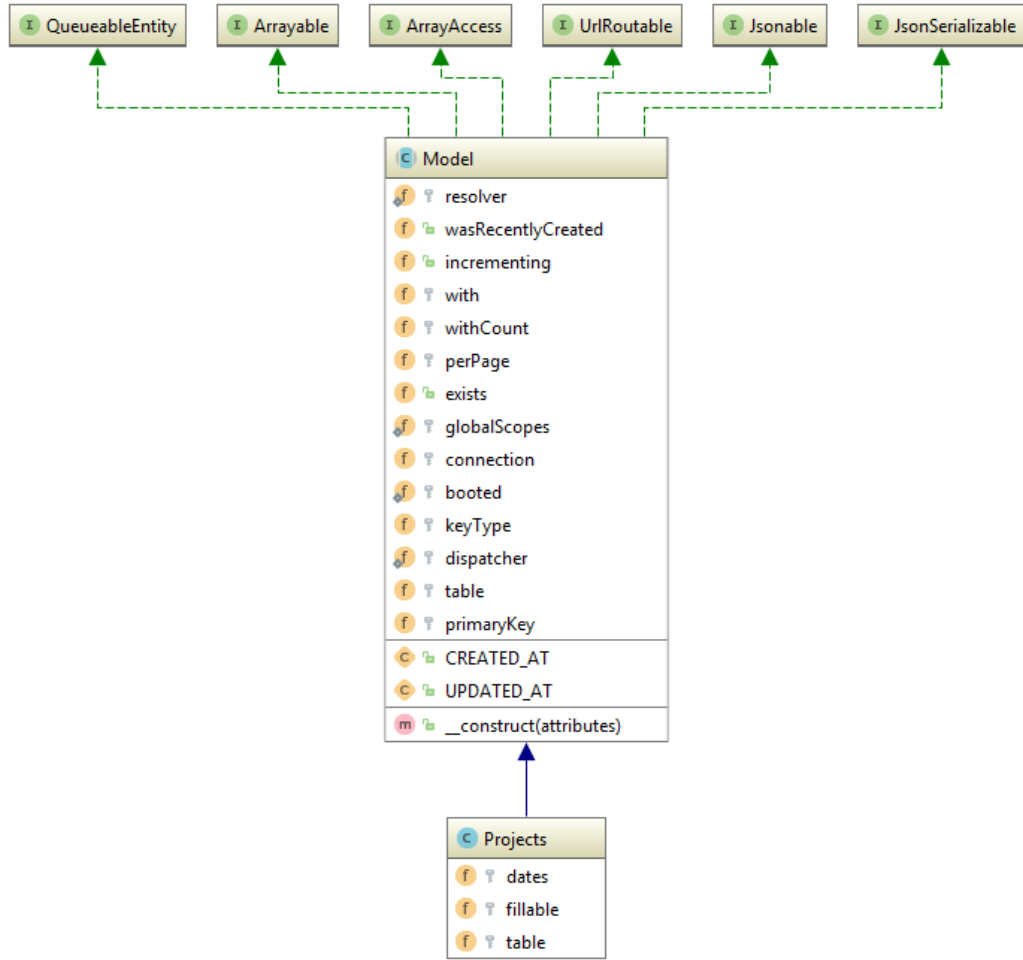 I QueueableEntity
I Arrayable
I ArrayAccess
I UrlRoutable
I Jsonable
I JsonSerializable
C Model
f resolver
f wasRecentlyCreated
f incrementing
f with
f withCount
f perPage
f exists
f globalScopes
f connection
f booted
f keyType
f dispatcher
f table
f primaryKey
C CREATED_AT
C UPDATED_AT
m __construct(attributes)
C Projects
f dates
f fillable
f table